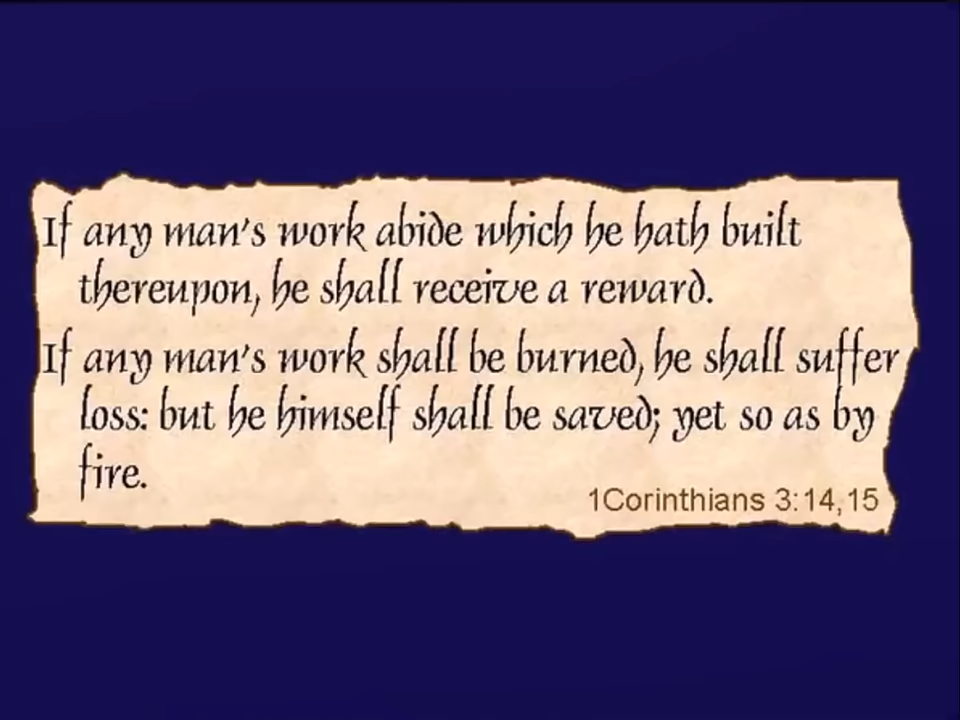 If any man's work abide which he hath built
thereupon, he shall receive a reward.
If any man's work shall be burned, he shall suffer
loss: but he himself shall be saved; yet so as by
fire.
1Corinthians 3:14,15